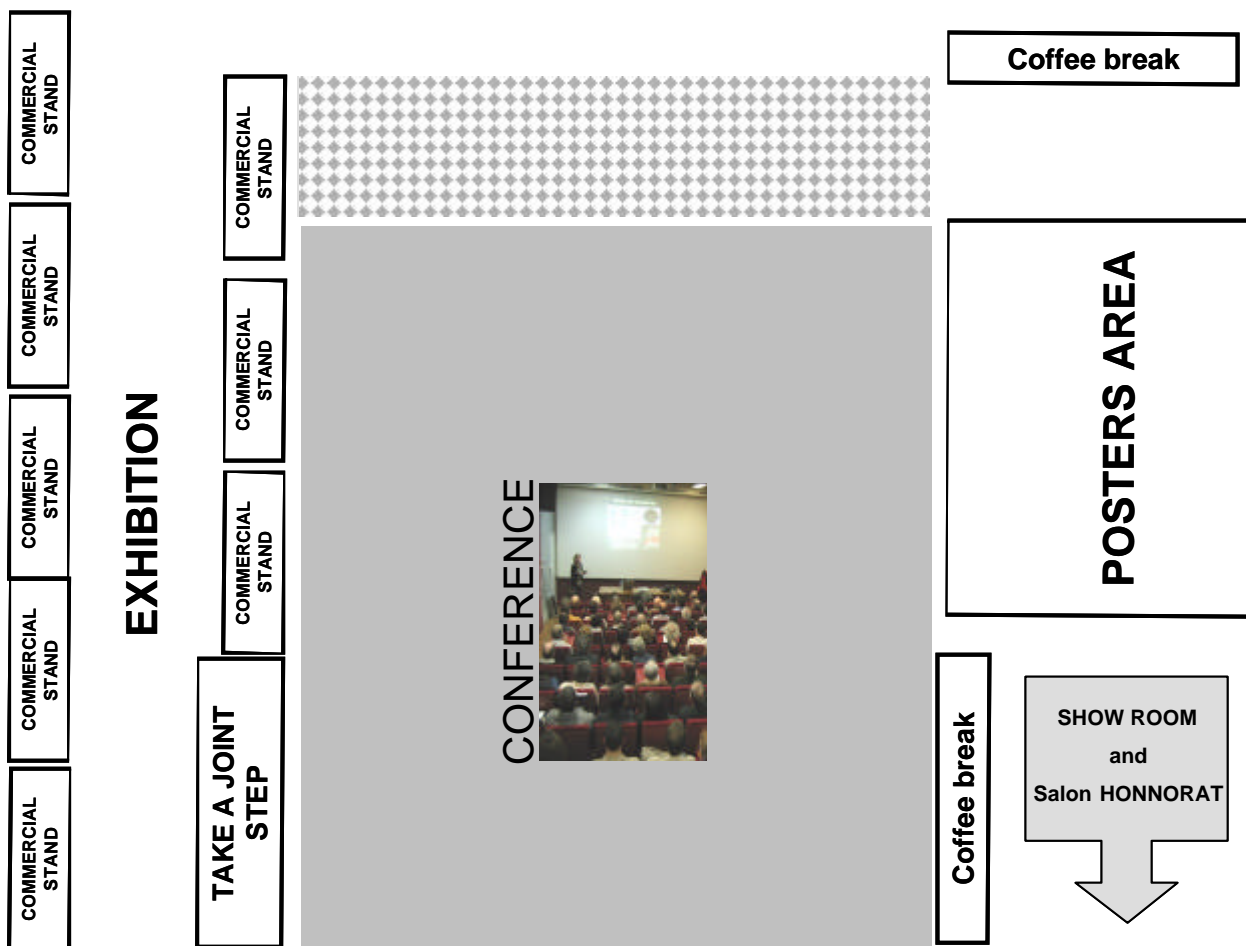 COMMERCIAL
STAND
COMMERCIAL
STAND
COMMERCIAL
STAND
COMMERCIAL
STAND
COMMERCIAL
STAND
EXHIBITION
COMMERCIAL
STAND
COMMERCIAL
STAND
COMMERCIAL
STAND
TAKE A JOINT
STEP
CONFERENCE
Coffee break
POSTERS AREA
Coffee break
SHOW ROOM
and
Salon HONNORAT